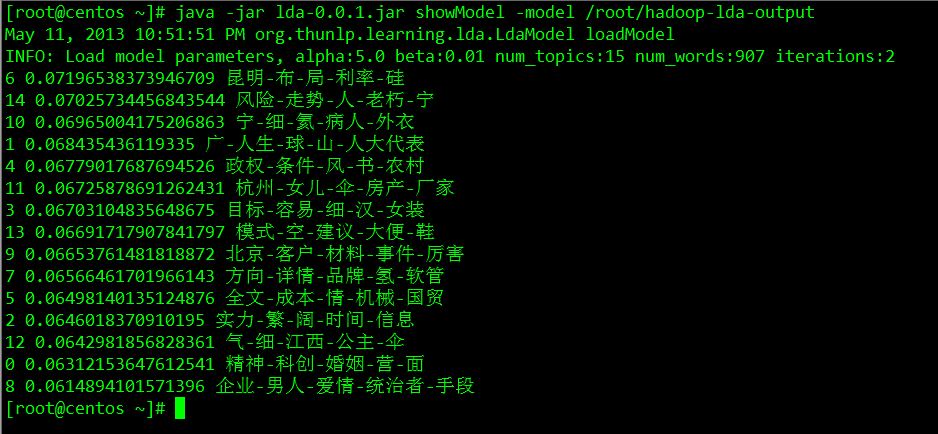 [root@centos ~]# java -jar lda-0.0.1.jar showModel -model /root/hadoop-lda-output
May 11, 2013 10:51:51 PM org.thunlp.learning.lda.LdaModel loadModel
INFO: Load model parameters, alpha:5.0 beta:0.01 num_topics:15 num_words:907 iterations:2
6 0.07196538373946709 昆明-布-局-利率-硅
14 0.07025734456843544 风险-走势-人-老朽-宁
10 0.06965004175206863 宁-细-氦-病人-外衣
1 0.068435436119335 广-人生-球-山-人大代表
4 0.06779017687694526 政权-条件-风-书-农村
11 0.06725878691262431 杭州-女儿-伞-房产-厂家
3 0.06703104835648675 目标-容易-细-汉-女装
13 0.06691717907841797 模式-空-建议-大便-鞋
9 0.06653761481818872 北京-客户-材料-事件-厉害
7 0.06566461701966143 方向-详情-品牌-氢-软管
5 0.06498140135124876 全文-成本-情-机械-国贸
2 0.0646018370910195 实力-繁-阔-时间-信息
12 0.0642981856828361 气-细-江西-公主-伞
0 0.06312153647612541 精神-科创-婚姻-营-面
8 0.0614894101571396 企业-男人-爱情-统治者-手段
[root@centos ~]#